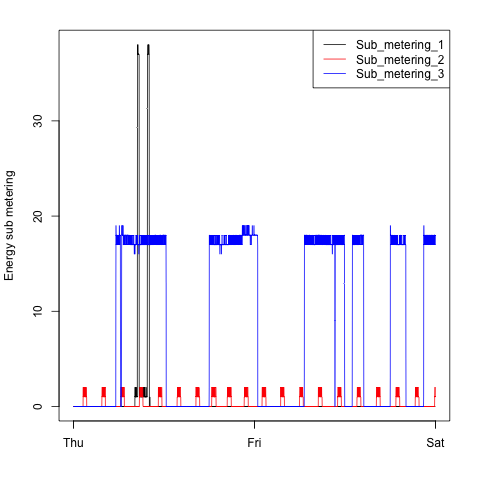 Sub_metering_1
Sub_metering_2
Sub_metering_3
Energy sub metering
30
20
10
0
Thu
Fri
Sat